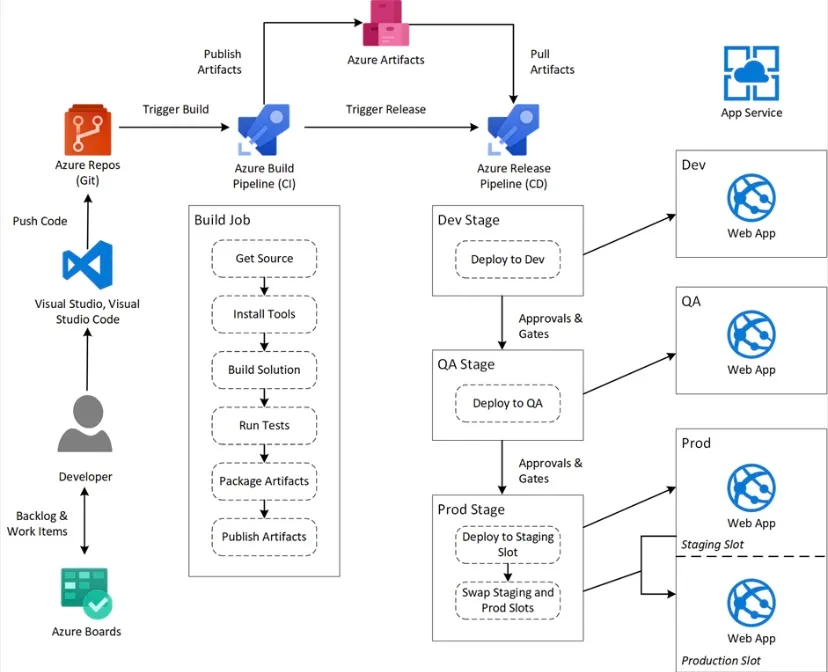 Azure Artifacts
Publish
Artifacts
Pull
Artifacts
App Service
Trigger Build
Trigger Release
Azure Repos
(Git)
Azure Build
Pipeline (CI)
Azure Release
Pipeline (CD)
Push Code
Visual Studio, Visual
Studio Code
Developer
Backlog &
Work Items
Azure Boards
Build Job
Get Source
Install Tools
Build Solution
Run Tests
Package Artifacts
Publish Artifacts
Dev Stage
Deploy to Dev
Approvals &
Gates
QA Stage
Deploy to QA
Approvals &
Gates
Prod Stage
Deploy to Staging
Slot
Swap Staging and
Prod Slots
Dev
Web App
QA
Web App
Prod
Web App
Staging Slot
Web App
Production Slot